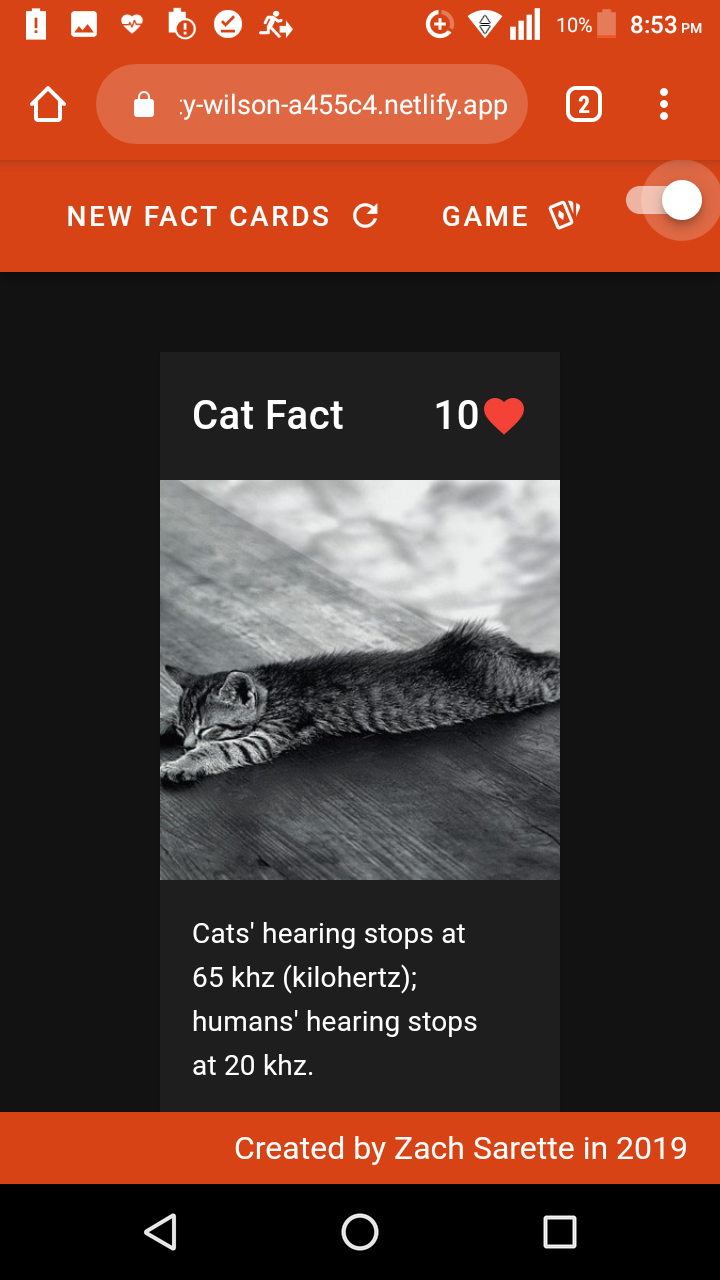 10% 8:53 PM
:y-wilson-a455c4.netlify.app 2
NEW FACT CARDS GAME
Cat Fact 10
Cats' hearing stops at
65 khz (kilohertz);
humans' hearing stops
at 20 khz.
Created by Zach Sarette in 2019